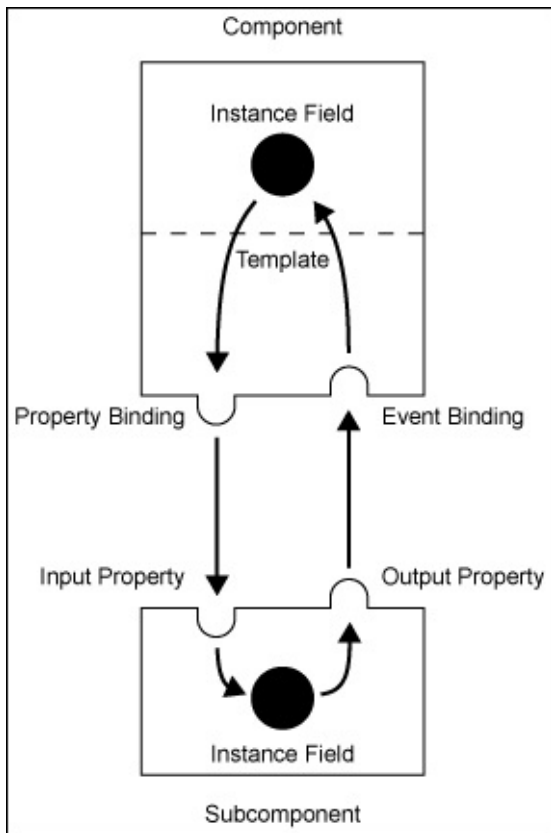 Component
Instance Field
Template
Property Binding
Event Binding
Input Property
Output Property
Instance Field
Subcomponent